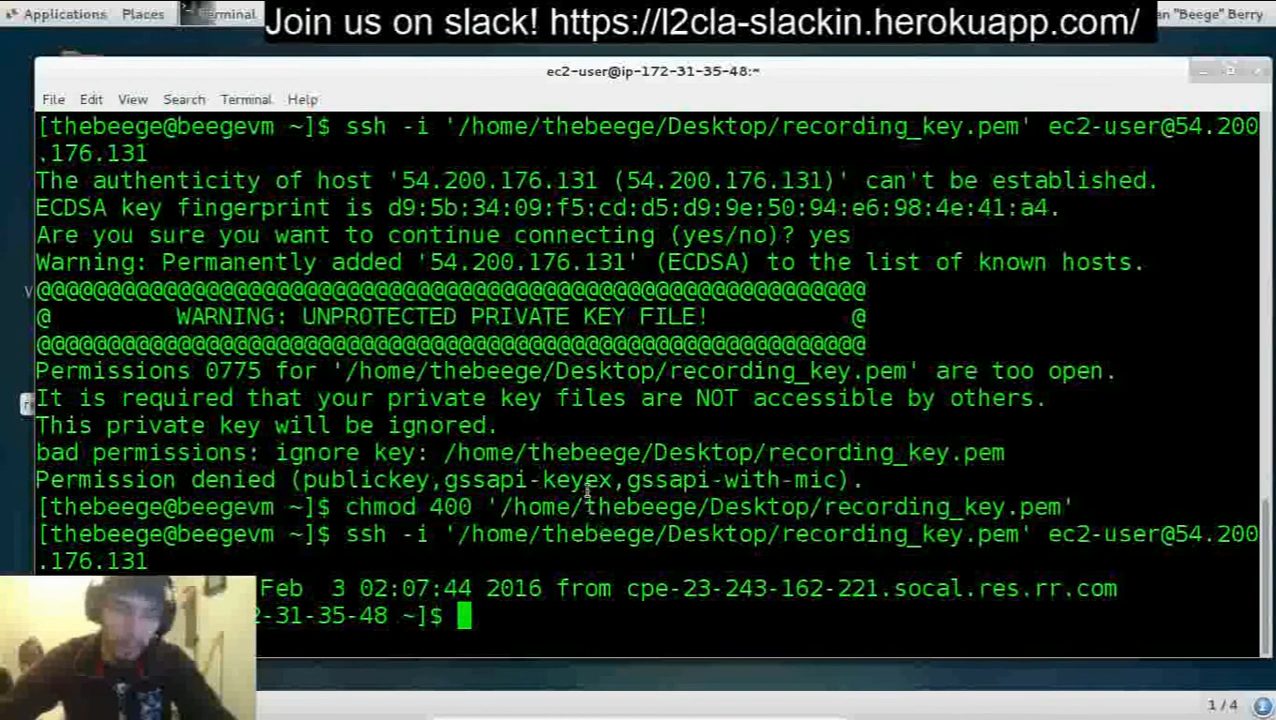 Applications Places Terminal
Join us on slack! https://l2cla-slackin.herokuapp.com/
an "Beege" Berry
ec2-user@ip-172-31-35-48:~
File Edit View Search Terminal Help
[thebeege@beegevm ~]$ ssh -i '/home/thebeege/Desktop/recording_key.pem' ec2-user@54.200
.176.131
The authenticity of host '54.200.176.131 (54.200.176.131)' can't be established.
ECDSA key fingerprint is d9:5b:34:09:f5:cd:d5:d9:9e:50:94:e6:98:4e:41:a4.
Are you sure you want to continue connecting (yes/no)? yes
Warning: Permanently added '54.200.176.131' (ECDSA) to the list of known hosts.
@@@@@@@@@@@@@@@@@@@@@@@@@@@@@@@@@@@@@@@@@@@@@@@@@@@@@@@@@@@
@         WARNING: UNPROTECTED PRIVATE KEY FILE!          @
@@@@@@@@@@@@@@@@@@@@@@@@@@@@@@@@@@@@@@@@@@@@@@@@@@@@@@@@@@@
Permissions 0775 for '/home/thebeege/Desktop/recording_key.pem' are too open.
It is required that your private key files are NOT accessible by others.
This private key will be ignored.
bad permissions: ignore key: /home/thebeege/Desktop/recording_key.pem
Permission denied (publickey,gssapi-keyex,gssapi-with-mic).
[thebeege@beegevm ~]$ chmod 400 '/home/thebeege/Desktop/recording_key.pem'
[thebeege@beegevm ~]$ ssh -i '/home/thebeege/Desktop/recording_key.pem' ec2-user@54.200
.176.131
Feb  3 02:07:44 2016 from cpe-23-243-162-221.socal.res.rr.com
2-31-35-48 ~]$
1 / 4